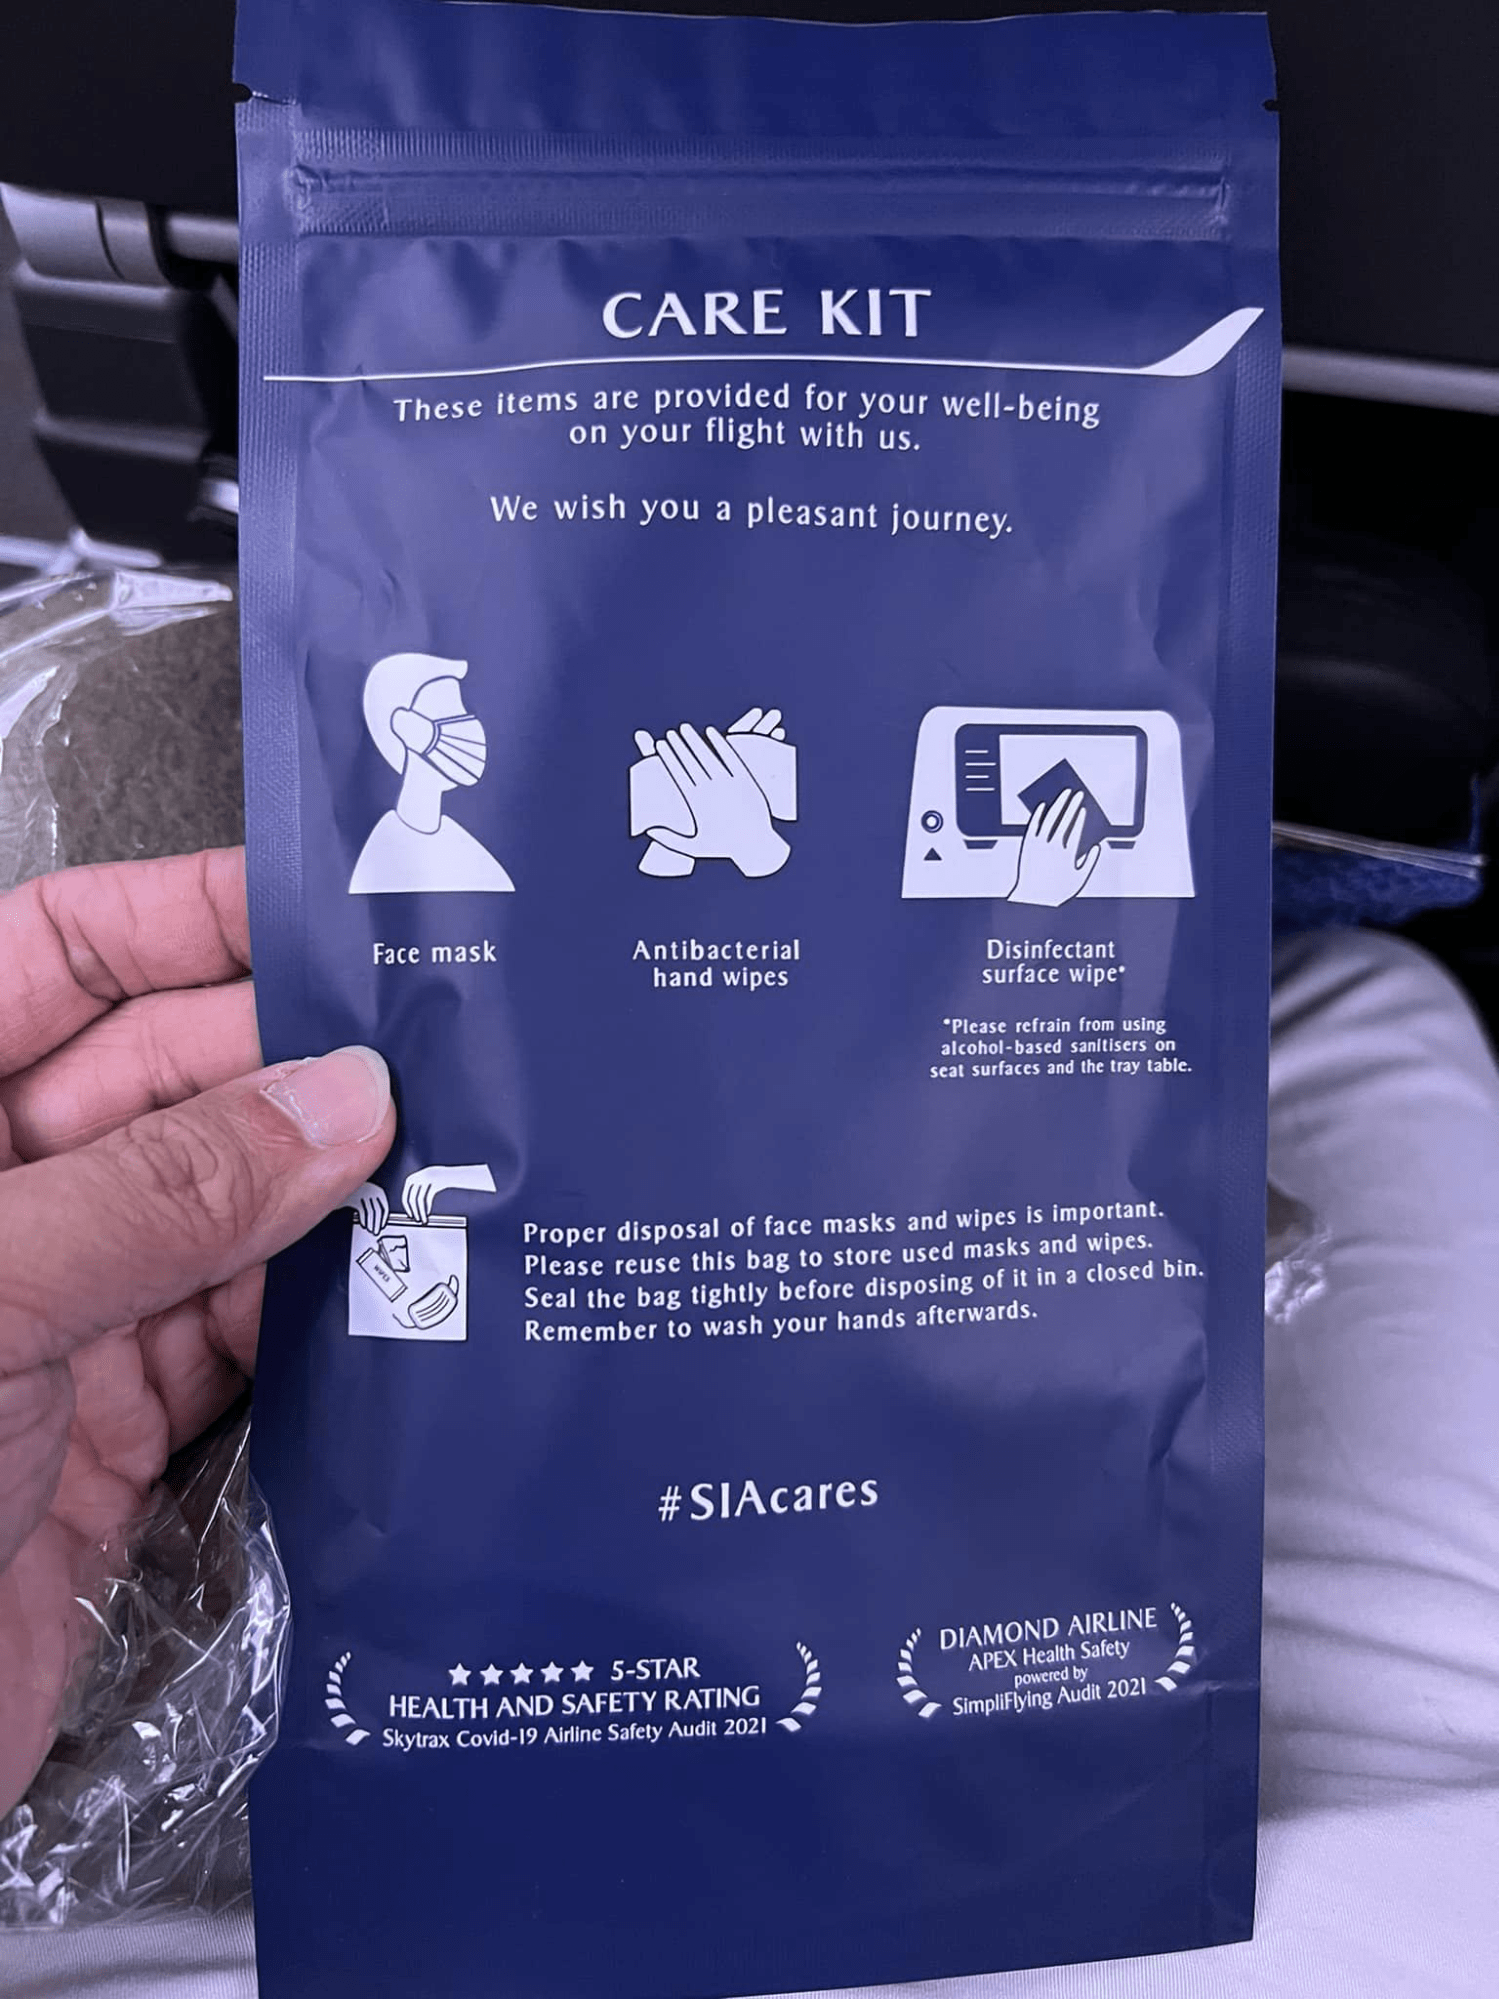 CARE KIT
These items are provided for your well-being
on your flight with us.
We wish you a pleasant journey.
Face mask
Antibacterial
hand wipes
Disinfectant
surface wipe*
*Please refrain from using
alcohol-based sanitisers on
seat surfaces and the tray table.
WIPES
Proper disposal of face masks and wipes is important.
Please reuse this bag to store used masks and wipes.
Seal the bag tightly before disposing of it in a closed bin.
Remember to wash your hands afterwards.
#SIAcares
★★★★★ 5-STAR
HEALTH AND SAFETY RATING
Skytrax Covid-19 Airline Safety Audit 2021
DIAMOND AIRLINE
APEX Health Safety
powered by
SimpliFlying Audit 2021